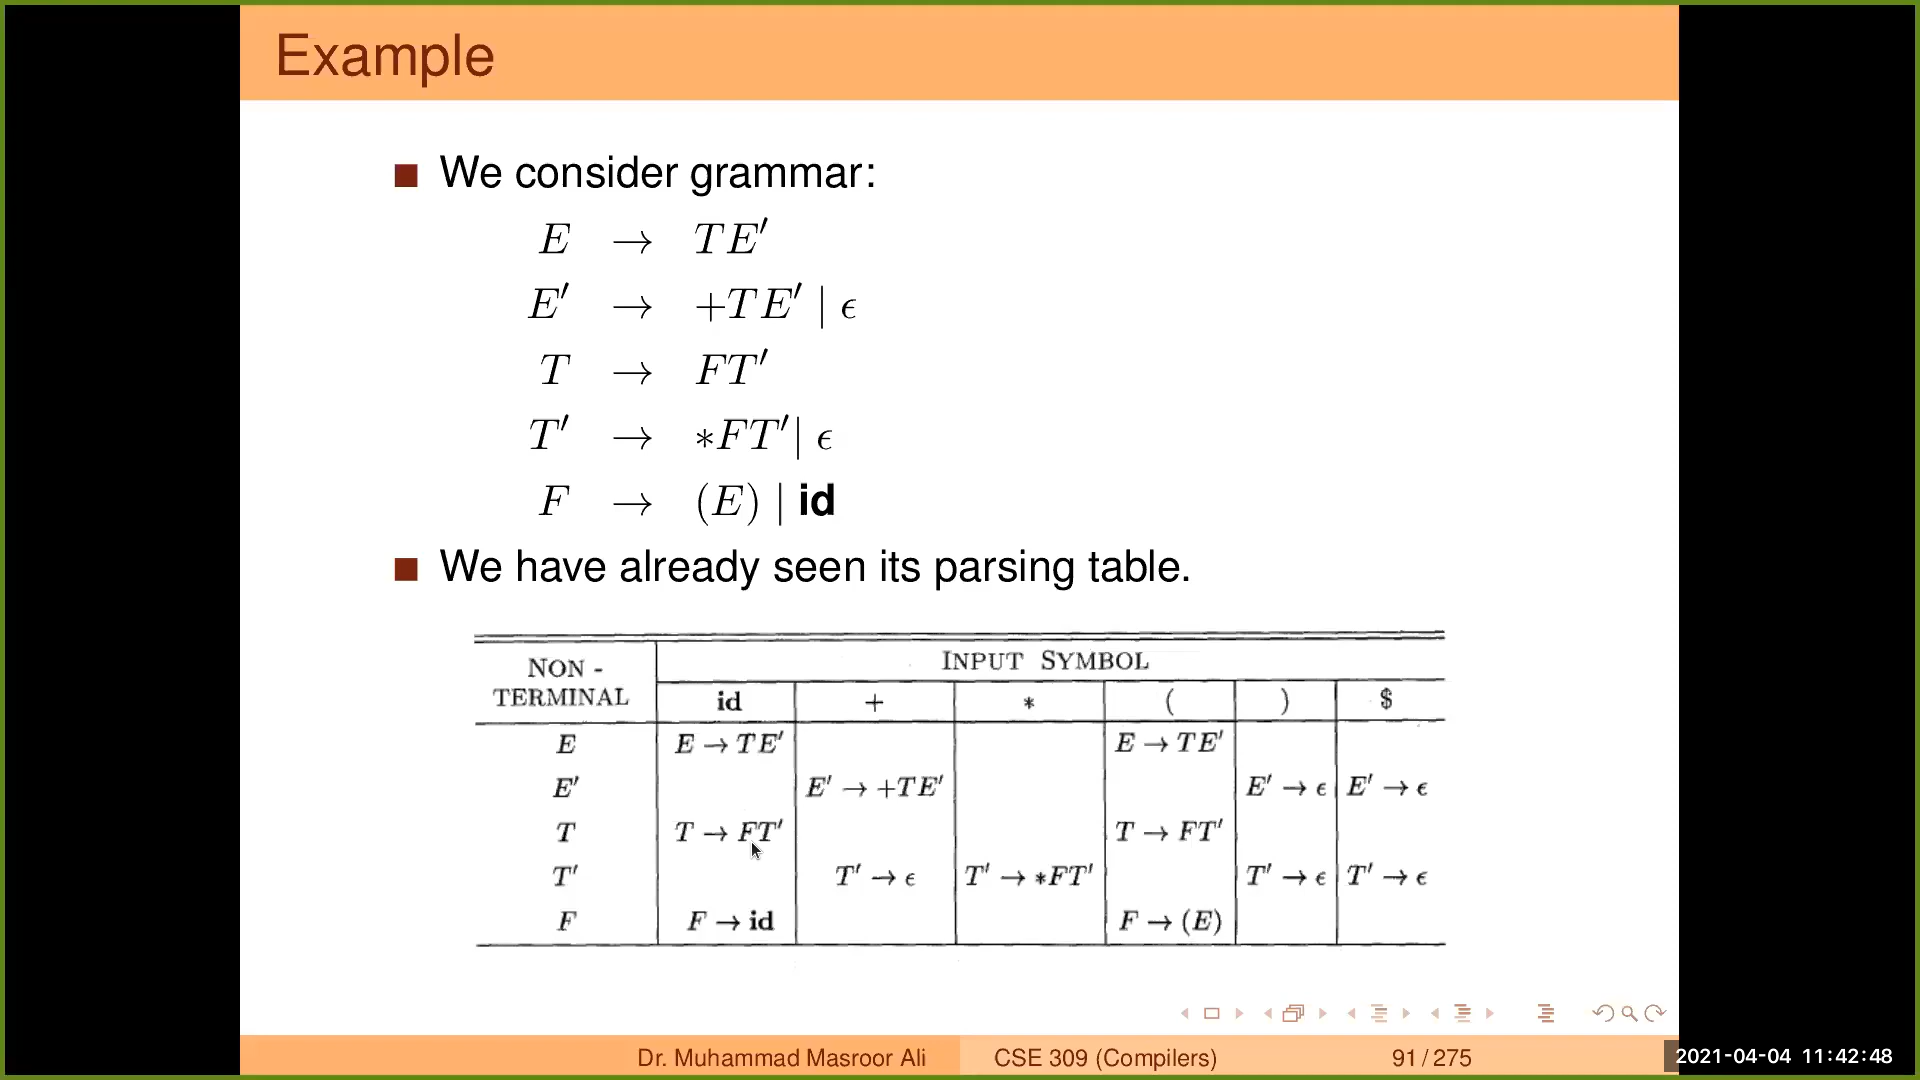 Example
We consider grammar:
E → TE′
E′ → +TE′ | ϵ
T → FT′
T′ → *FT′| ϵ
F → (E) | id
We have already seen its parsing table.
NON - TERMINAL INPUT SYMBOL
id + * ( ) $
E E → TE′ E → TE′
E′ E′ → +TE′ E′ → ϵ E′ → ϵ
T T → FT′ T → FT′
T′ T′ → ϵ T′ → *FT′ T′ → ϵ T′ → ϵ
F F → id F → (E)
Dr. Muhammad Masroor Ali CSE 309 (Compilers) 91 / 275
2021-04-04 11:42:48